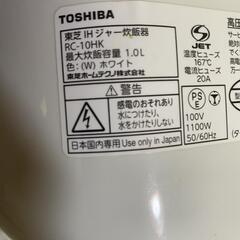 TOSHIBA
東芝IHジャー炊飯器
RC-10HK
最大炊飯容量 1.0L
色：(W) ホワイト
東芝ホームテクノ株式会社
⚠警告
感電のおそれあり
水につけたり、
水をかけたりしない
日本国内専用 Use only in Japan
S
JET
温度ヒューズ
167℃
電流ヒューズ
20A
PS
E
100V
1100W
50/60Hz
高圧